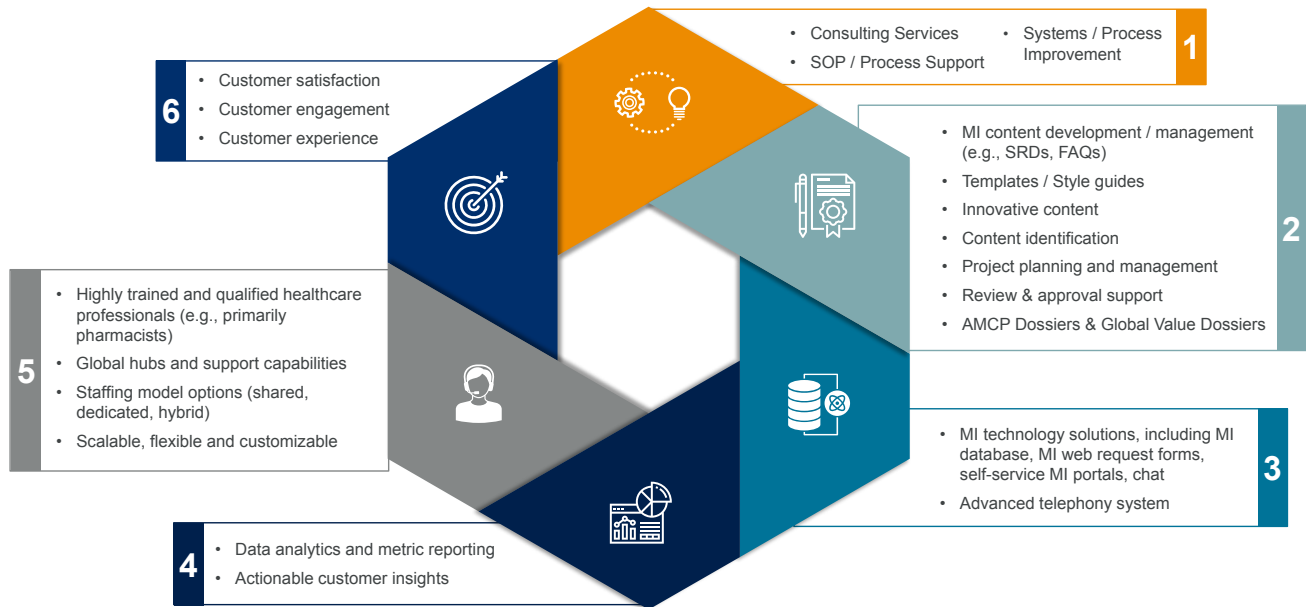 • Consulting Services
• SOP / Process Support
• Systems / Process
Improvement
1
• MI content development / management
(e.g., SRDs, FAQs)
• Templates / Style guides
• Innovative content
• Content identification
• Project planning and management
• Review & approval support
• AMCP Dossiers & Global Value Dossiers
2
• MI technology solutions, including MI
database, MI web request forms,
self-service MI portals, chat
• Advanced telephony system
3
4
• Data analytics and metric reporting
• Actionable customer insights
5
• Highly trained and qualified healthcare
professionals (e.g., primarily
pharmacists)
• Global hubs and support capabilities
• Staffing model options (shared,
dedicated, hybrid)
• Scalable, flexible and customizable
6
• Customer satisfaction
• Customer engagement
• Customer experience